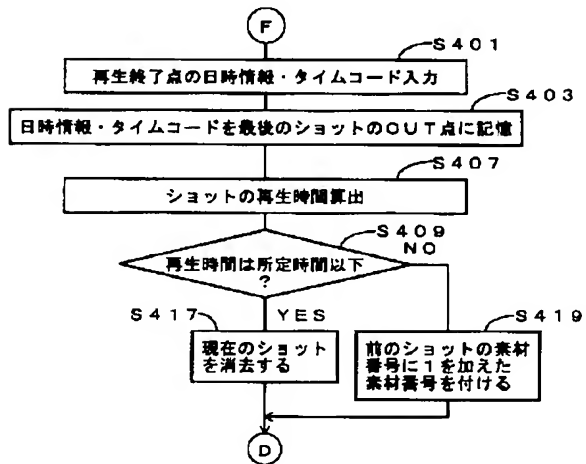 F
S401
再生終了点の日時情報・タイムコード入力
S403
日時情報・タイムコードを最後のショットのOUT点に記憶
S407
ショットの再生時間算出
S409
再生時間は所定時間以下
?
NO
YES
S417
現在のショット
を消去する
S419
前のショットの素材
番号に1を加えた
素材番号を付ける
D